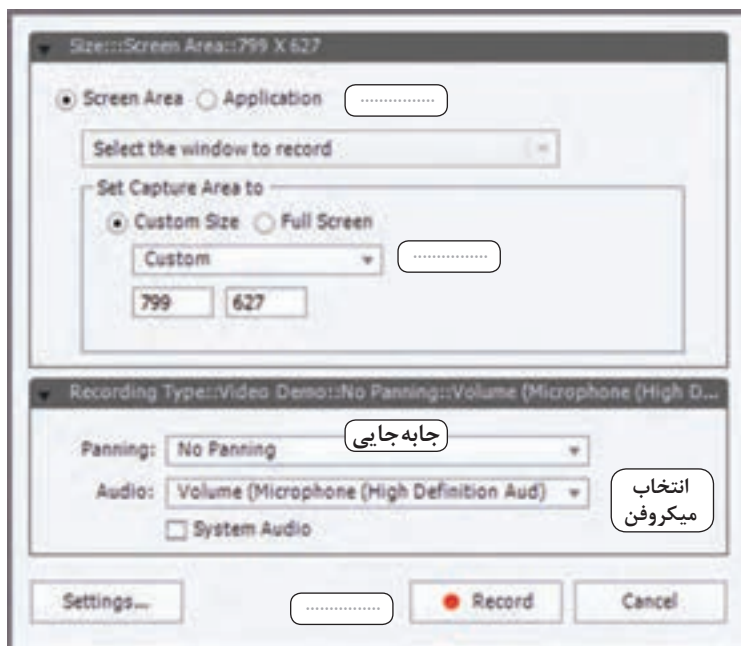 Size:::Screen Area::799 X 627
Screen Area Application ...............
Select the window to record
Set Capture Area to
Custom Size Full Screen
Custom ...............
799 627
Recording Type::Video Demo::No Panning::Volume (Microphone (High D...
جابه‌جایی
Panning: No Panning
Audio: Volume (Microphone (High Definition Aud)
انتخاب
میکروفن
System Audio
Settings... ............... Record Cancel